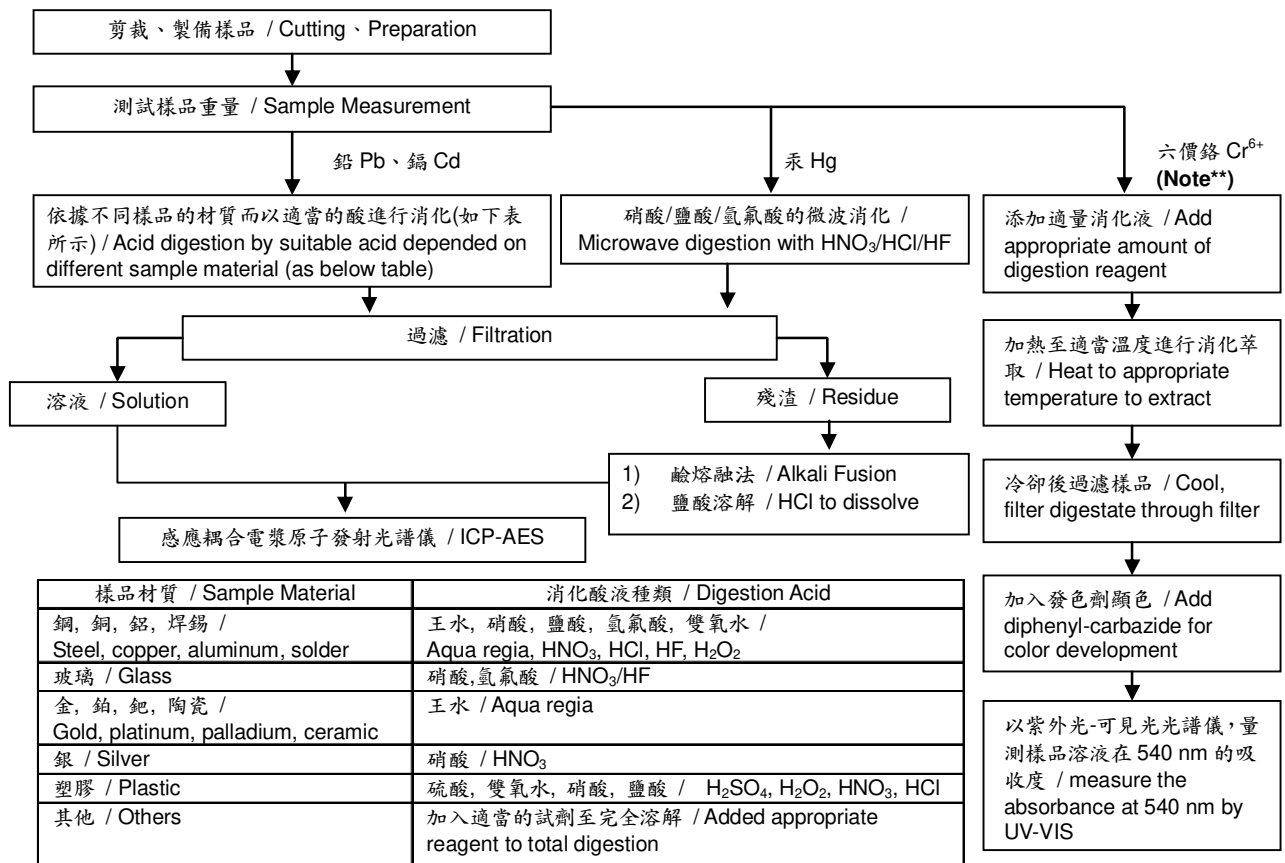 剪裁、製備樣品 / Cutting、Preparation
測試樣品重量 / Sample Measurement
鉛 Pb、鎘 Cd
汞 Hg
六價鉻 Cr6+
(Note**)
依據不同樣品的材質而以適當的酸進行消化(如下表
所示) / Acid digestion by suitable acid depended on
different sample material (as below table)
硝酸/鹽酸/氫氟酸的微波消化 /
Microwave digestion with HNO3/HCl/HF
添加適量消化液 / Add
appropriate amount of
digestion reagent
過濾 / Filtration
加熱至適當溫度進行消化萃
取 / Heat to appropriate
temperature to extract
溶液 / Solution
殘渣 / Residue
1) 鹼熔融法 / Alkali Fusion
2) 鹽酸溶解 / HCl to dissolve
冷卻後過濾樣品 / Cool,
filter digestate through filter
感應耦合電漿原子發射光譜儀 / ICP-AES
加入發色劑顯色 / Add
diphenyl-carbazide for
color development
以紫外光-可見光光譜儀，量
測樣品溶液在 540 nm 的吸
收度 / measure the
absorbance at 540 nm by
UV-VIS
樣品材質 / Sample Material
消化酸液種類 / Digestion Acid
鋼, 銅, 鋁, 焊錫 /
Steel, copper, aluminum, solder
王水, 硝酸, 鹽酸, 氫氟酸, 雙氧水 /
Aqua regia, HNO3, HCl, HF, H2O2
玻璃 / Glass
硝酸,氫氟酸 / HNO3/HF
金, 鉑, 鈀, 陶瓷 /
Gold, platinum, palladium, ceramic
王水 / Aqua regia
銀 / Silver
硝酸 / HNO3
塑膠 / Plastic
硫酸, 雙氧水, 硝酸, 鹽酸 / H2SO4, H2O2, HNO3, HCl
其他 / Others
加入適當的試劑至完全溶解 / Added appropriate
reagent to total digestion